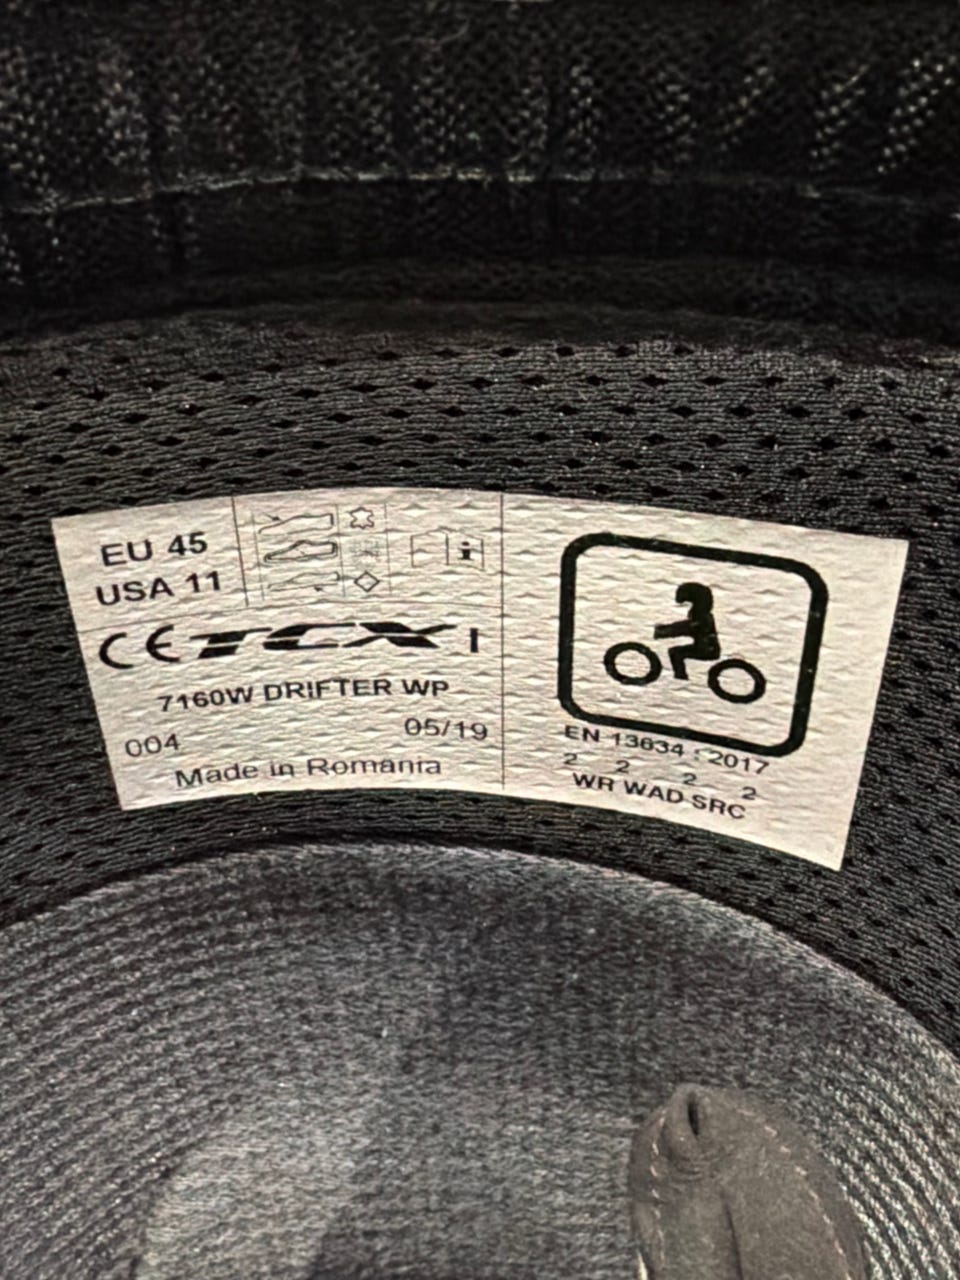 EU 45
USA 11
CE TCX I
7160W DRIFTER WP
004 05/19
Made in Romania
i
EN 13634 : 2017
2 2 2 2
WR WAD SRC